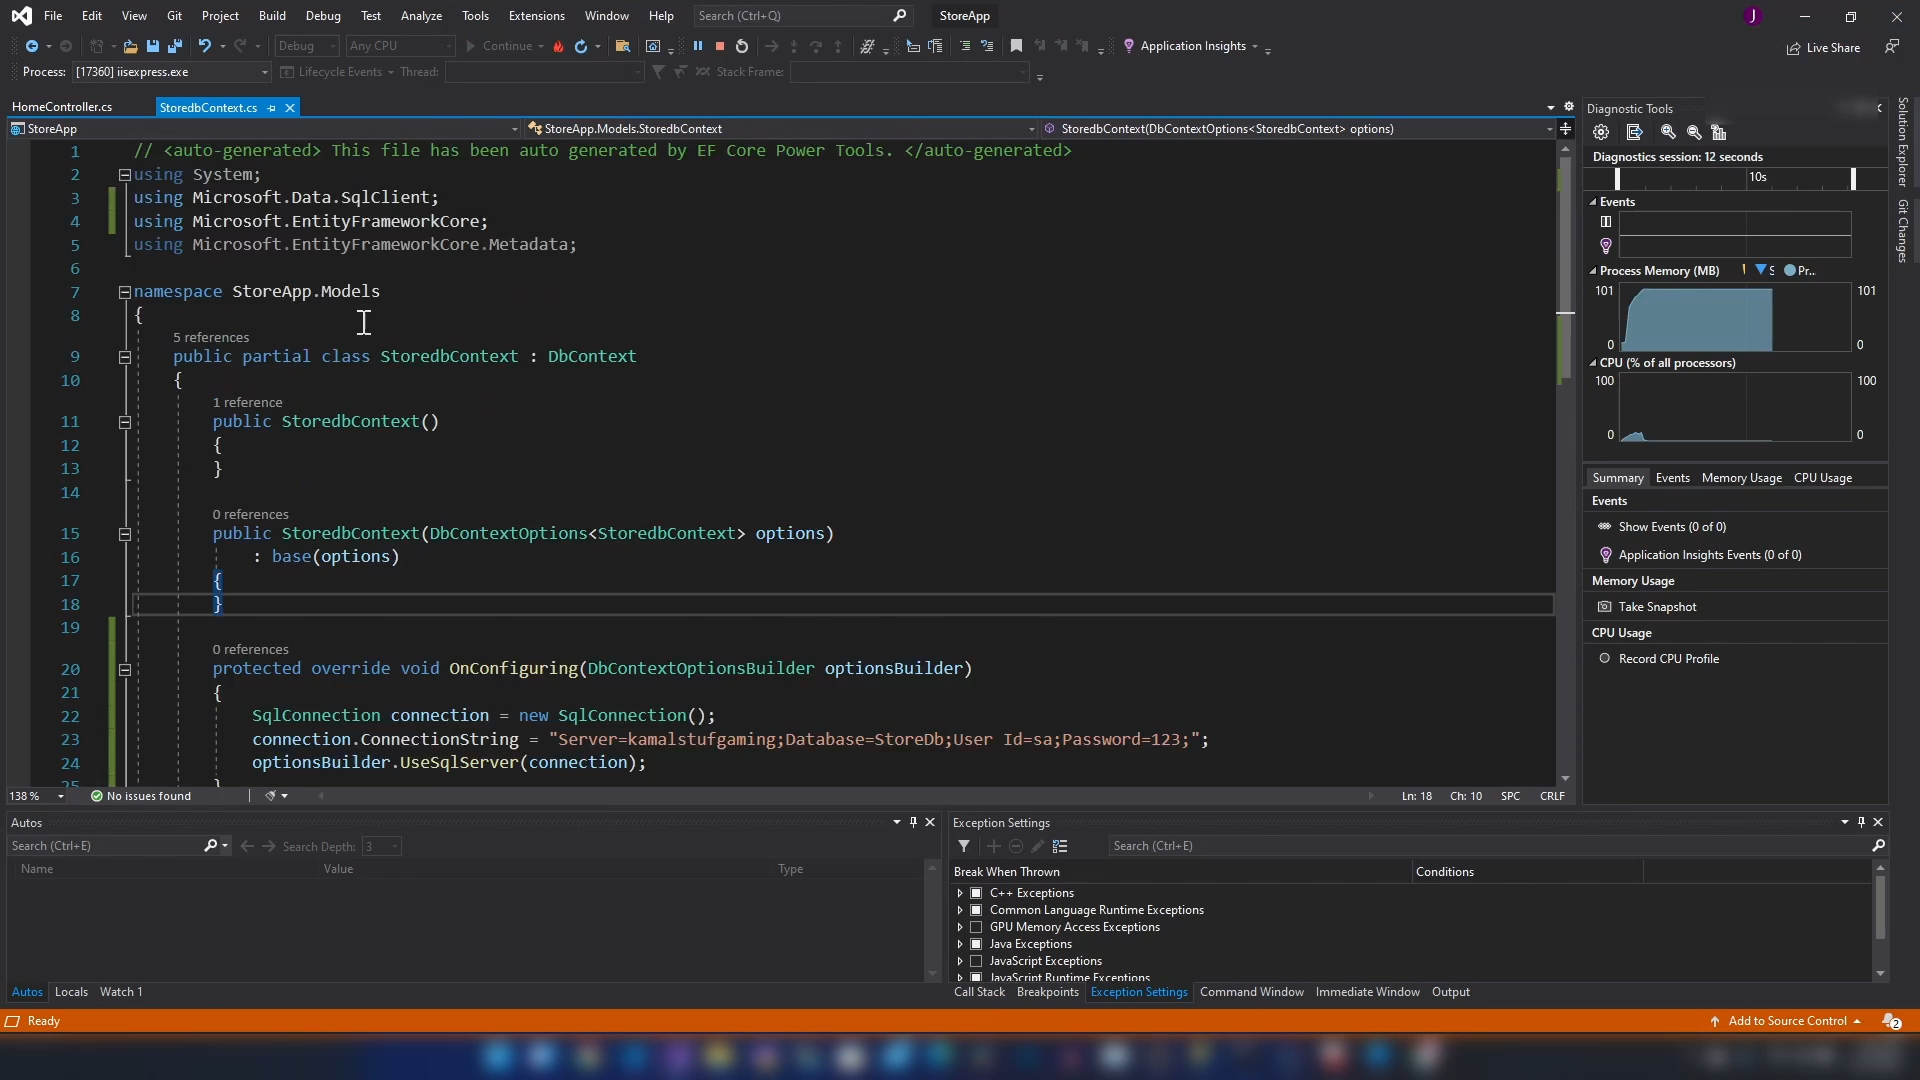 File Edit View Git Project Build Debug Test Analyze Tools Extensions Window Help Search (Ctrl+Q) StoreApp J
Debug Any CPU Continue Application Insights Live Share
Process: [17360] iisexpress.exe Lifecycle Events Thread: Stack Frame:
HomeController.cs StoredbContext.cs
StoreApp StoreApp.Models.StoredbContext StoredbContext(DbContextOptions<StoredbContext> options)
1 // <auto-generated> This file has been auto generated by EF Core Power Tools. </auto-generated>
2 using System;
3 using Microsoft.Data.SqlClient;
4 using Microsoft.EntityFrameworkCore;
5 using Microsoft.EntityFrameworkCore.Metadata;
6
7 namespace StoreApp.Models
8 {
5 references
9 public partial class StoredbContext : DbContext
10 {
1 reference
11 public StoredbContext()
12 {
13 }
14
0 references
15 public StoredbContext(DbContextOptions<StoredbContext> options)
16 : base(options)
17 {
18 }
19
0 references
20 protected override void OnConfiguring(DbContextOptionsBuilder optionsBuilder)
21 {
22 SqlConnection connection = new SqlConnection();
23 connection.ConnectionString = "Server=kamalstufgaming;Database=StoreDb;User Id=sa;Password=123;";
24 optionsBuilder.UseSqlServer(connection);
25 }
138 % No issues found Ln: 18 Ch: 10 SPC CRLF
Diagnostic Tools
Diagnostics session: 12 seconds
10s
Events
Process Memory (MB) S Pr...
101 101
0 0
CPU (% of all processors)
100 100
0 0
Summary Events Memory Usage CPU Usage
Events
Show Events (0 of 0)
Application Insights Events (0 of 0)
Memory Usage
Take Snapshot
CPU Usage
Record CPU Profile
Solution Explorer
Git Changes
Autos
Search (Ctrl+E) Search Depth: 3
Name Value Type
Autos Locals Watch 1
Exception Settings
Search (Ctrl+E)
Break When Thrown Conditions
C++ Exceptions
Common Language Runtime Exceptions
GPU Memory Access Exceptions
Java Exceptions
JavaScript Exceptions
JavaScript Runtime Exceptions
Call Stack Breakpoints Exception Settings Command Window Immediate Window Output
Ready Add to Source Control 2